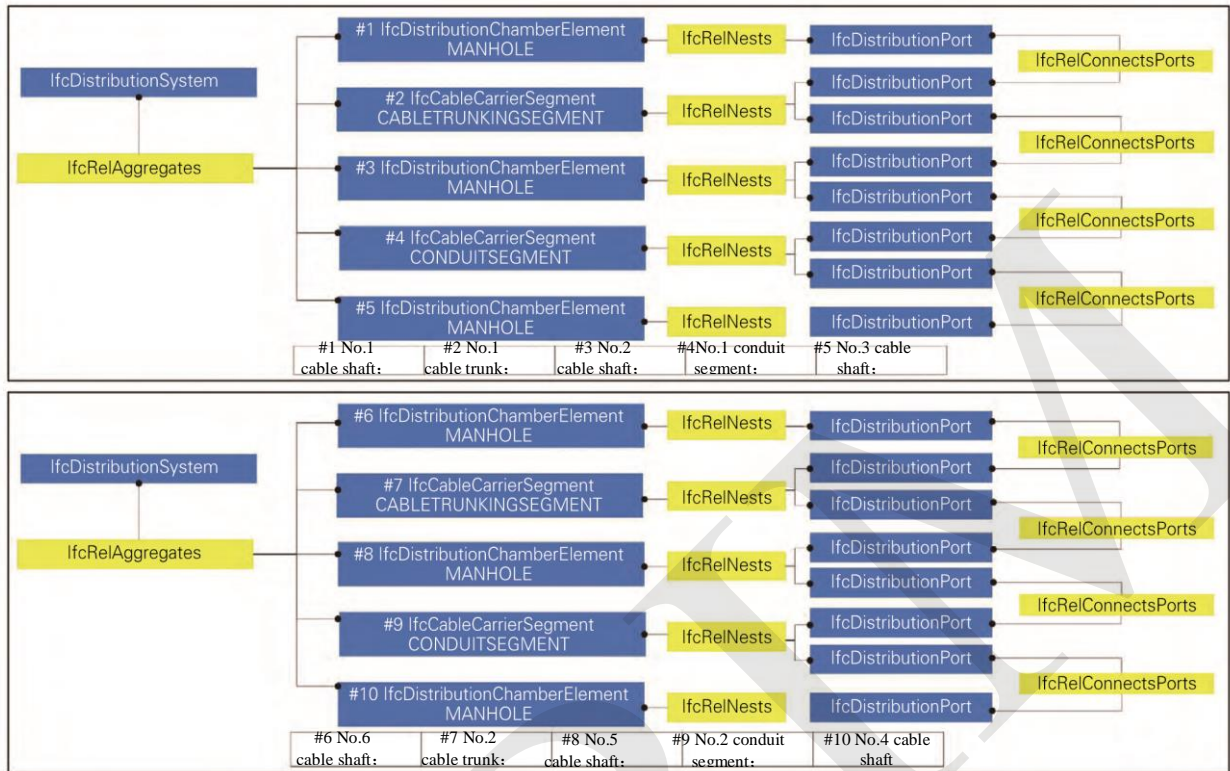 #1 IfcDistributionChamberElement
MANHOLE
IfcRelNests
IfcDistributionPort
IfcRelConnectsPorts
IfcDistributionSystem
IfcDistributionPort
#2 IfcCableCarrierSegment
CABLETRUNKINGSEGMENT
IfcRelNests
IfcDistributionPort
IfcRelConnectsPorts
IfcRelAggregates
#3 IfcDistributionChamberElement
MANHOLE
IfcRelNests
IfcDistributionPort
IfcDistributionPort
IfcRelConnectsPorts
#4 IfcCableCarrierSegment
CONDUITSEGMENT
IfcRelNests
IfcDistributionPort
IfcDistributionPort
IfcRelConnectsPorts
#5 IfcDistributionChamberElement
MANHOLE
IfcRelNests
IfcDistributionPort
#1 No.1
cable shaft：
#2 No.1
cable trunk：
#3 No.2
cable shaft：
#4No.1 conduit
segment：
#5 No.3 cable
shaft：
#6 IfcDistributionChamberElement
MANHOLE
IfcRelNests
IfcDistributionPort
IfcRelConnectsPorts
IfcDistributionSystem
IfcDistributionPort
#7 IfcCableCarrierSegment
CABLETRUNKINGSEGMENT
IfcRelNests
IfcDistributionPort
IfcRelConnectsPorts
IfcRelAggregates
#8 IfcDistributionChamberElement
MANHOLE
IfcRelNests
IfcDistributionPort
IfcDistributionPort
IfcRelConnectsPorts
#9 IfcCableCarrierSegment
CONDUITSEGMENT
IfcRelNests
IfcDistributionPort
IfcDistributionPort
IfcRelConnectsPorts
#10 IfcDistributionChamberElement
MANHOLE
IfcRelNests
IfcDistributionPort
#6 No.6
cable shaft：
#7 No.2
cable trunk：
#8 No.5
cable shaft：
#9 No.2 conduit
segment：
#10 No.4 cable
shaft